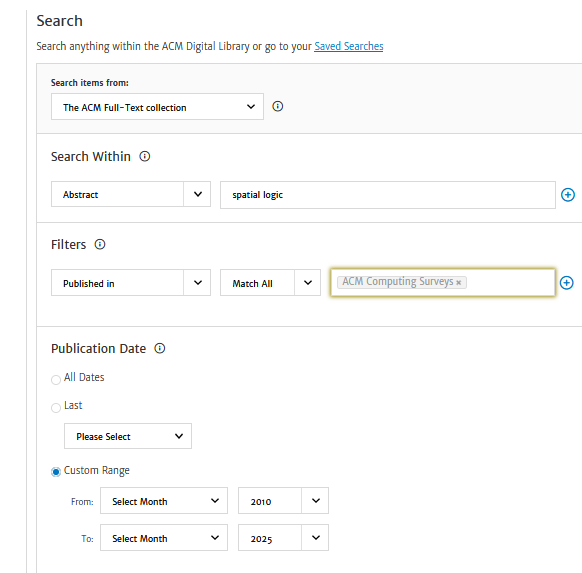 Search
Search anything within the ACM Digital Library or go to your Saved Searches
Search items from:
The ACM Full-Text collection
Search Within
Abstract spatial logic
Filters
Published in Match All ACM Computing Surveys ×
Publication Date
All Dates
Last
Please Select
Custom Range
From: Select Month 2010
To: Select Month 2025